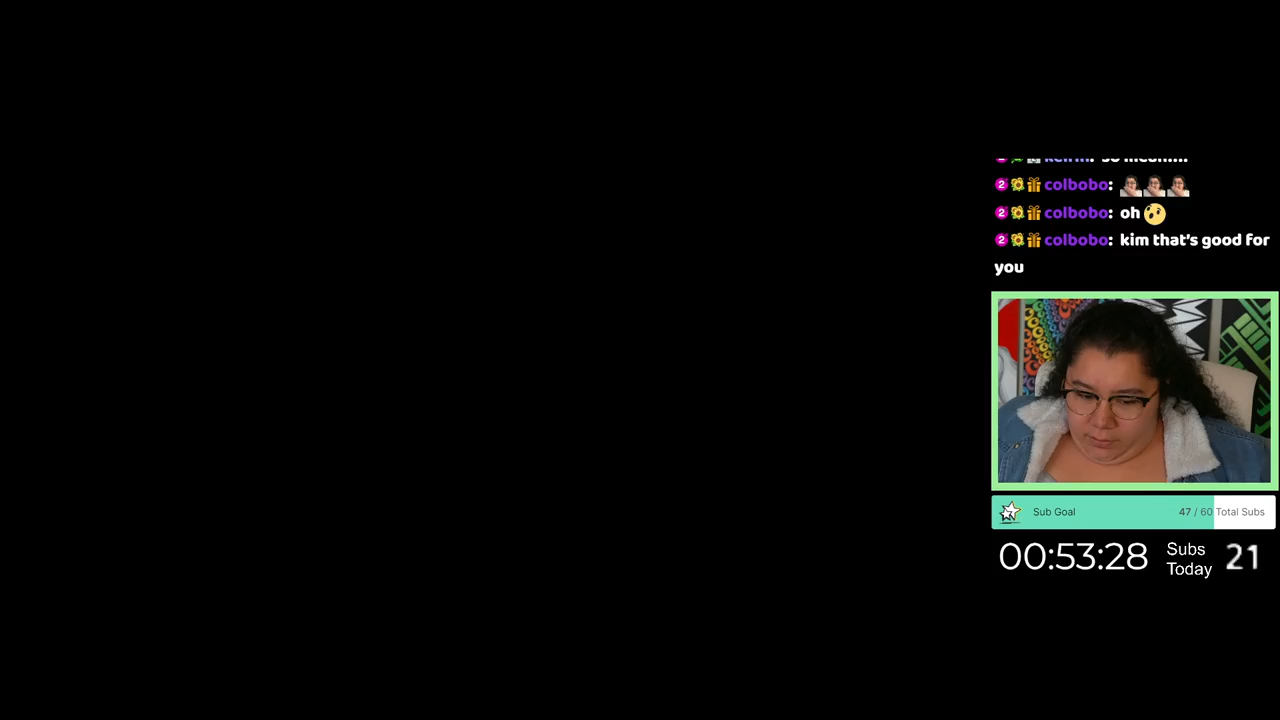 colbobo:
colbobo: oh
colbobo: kim that's good for
you
Sub Goal 47 / 60 Total Subs
00:53:28 Subs Today 21